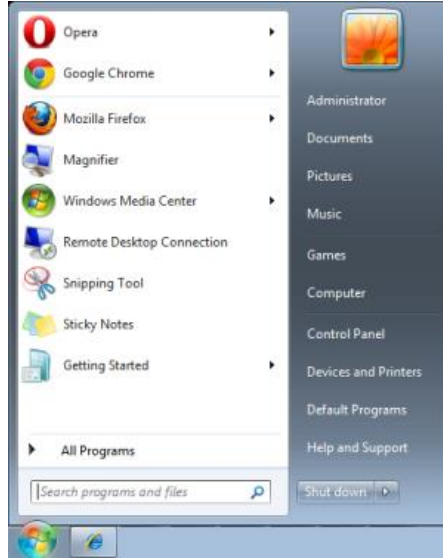 Opera
Google Chrome
Mozilla Firefox
Magnifier
Windows Media Center
Remote Desktop Connection
Snipping Tool
Sticky Notes
Getting Started
All Programs
Search programs and files
Administrator
Documents
Pictures
Music
Games
Computer
Control Panel
Devices and Printers
Default Programs
Help and Support
Shut down